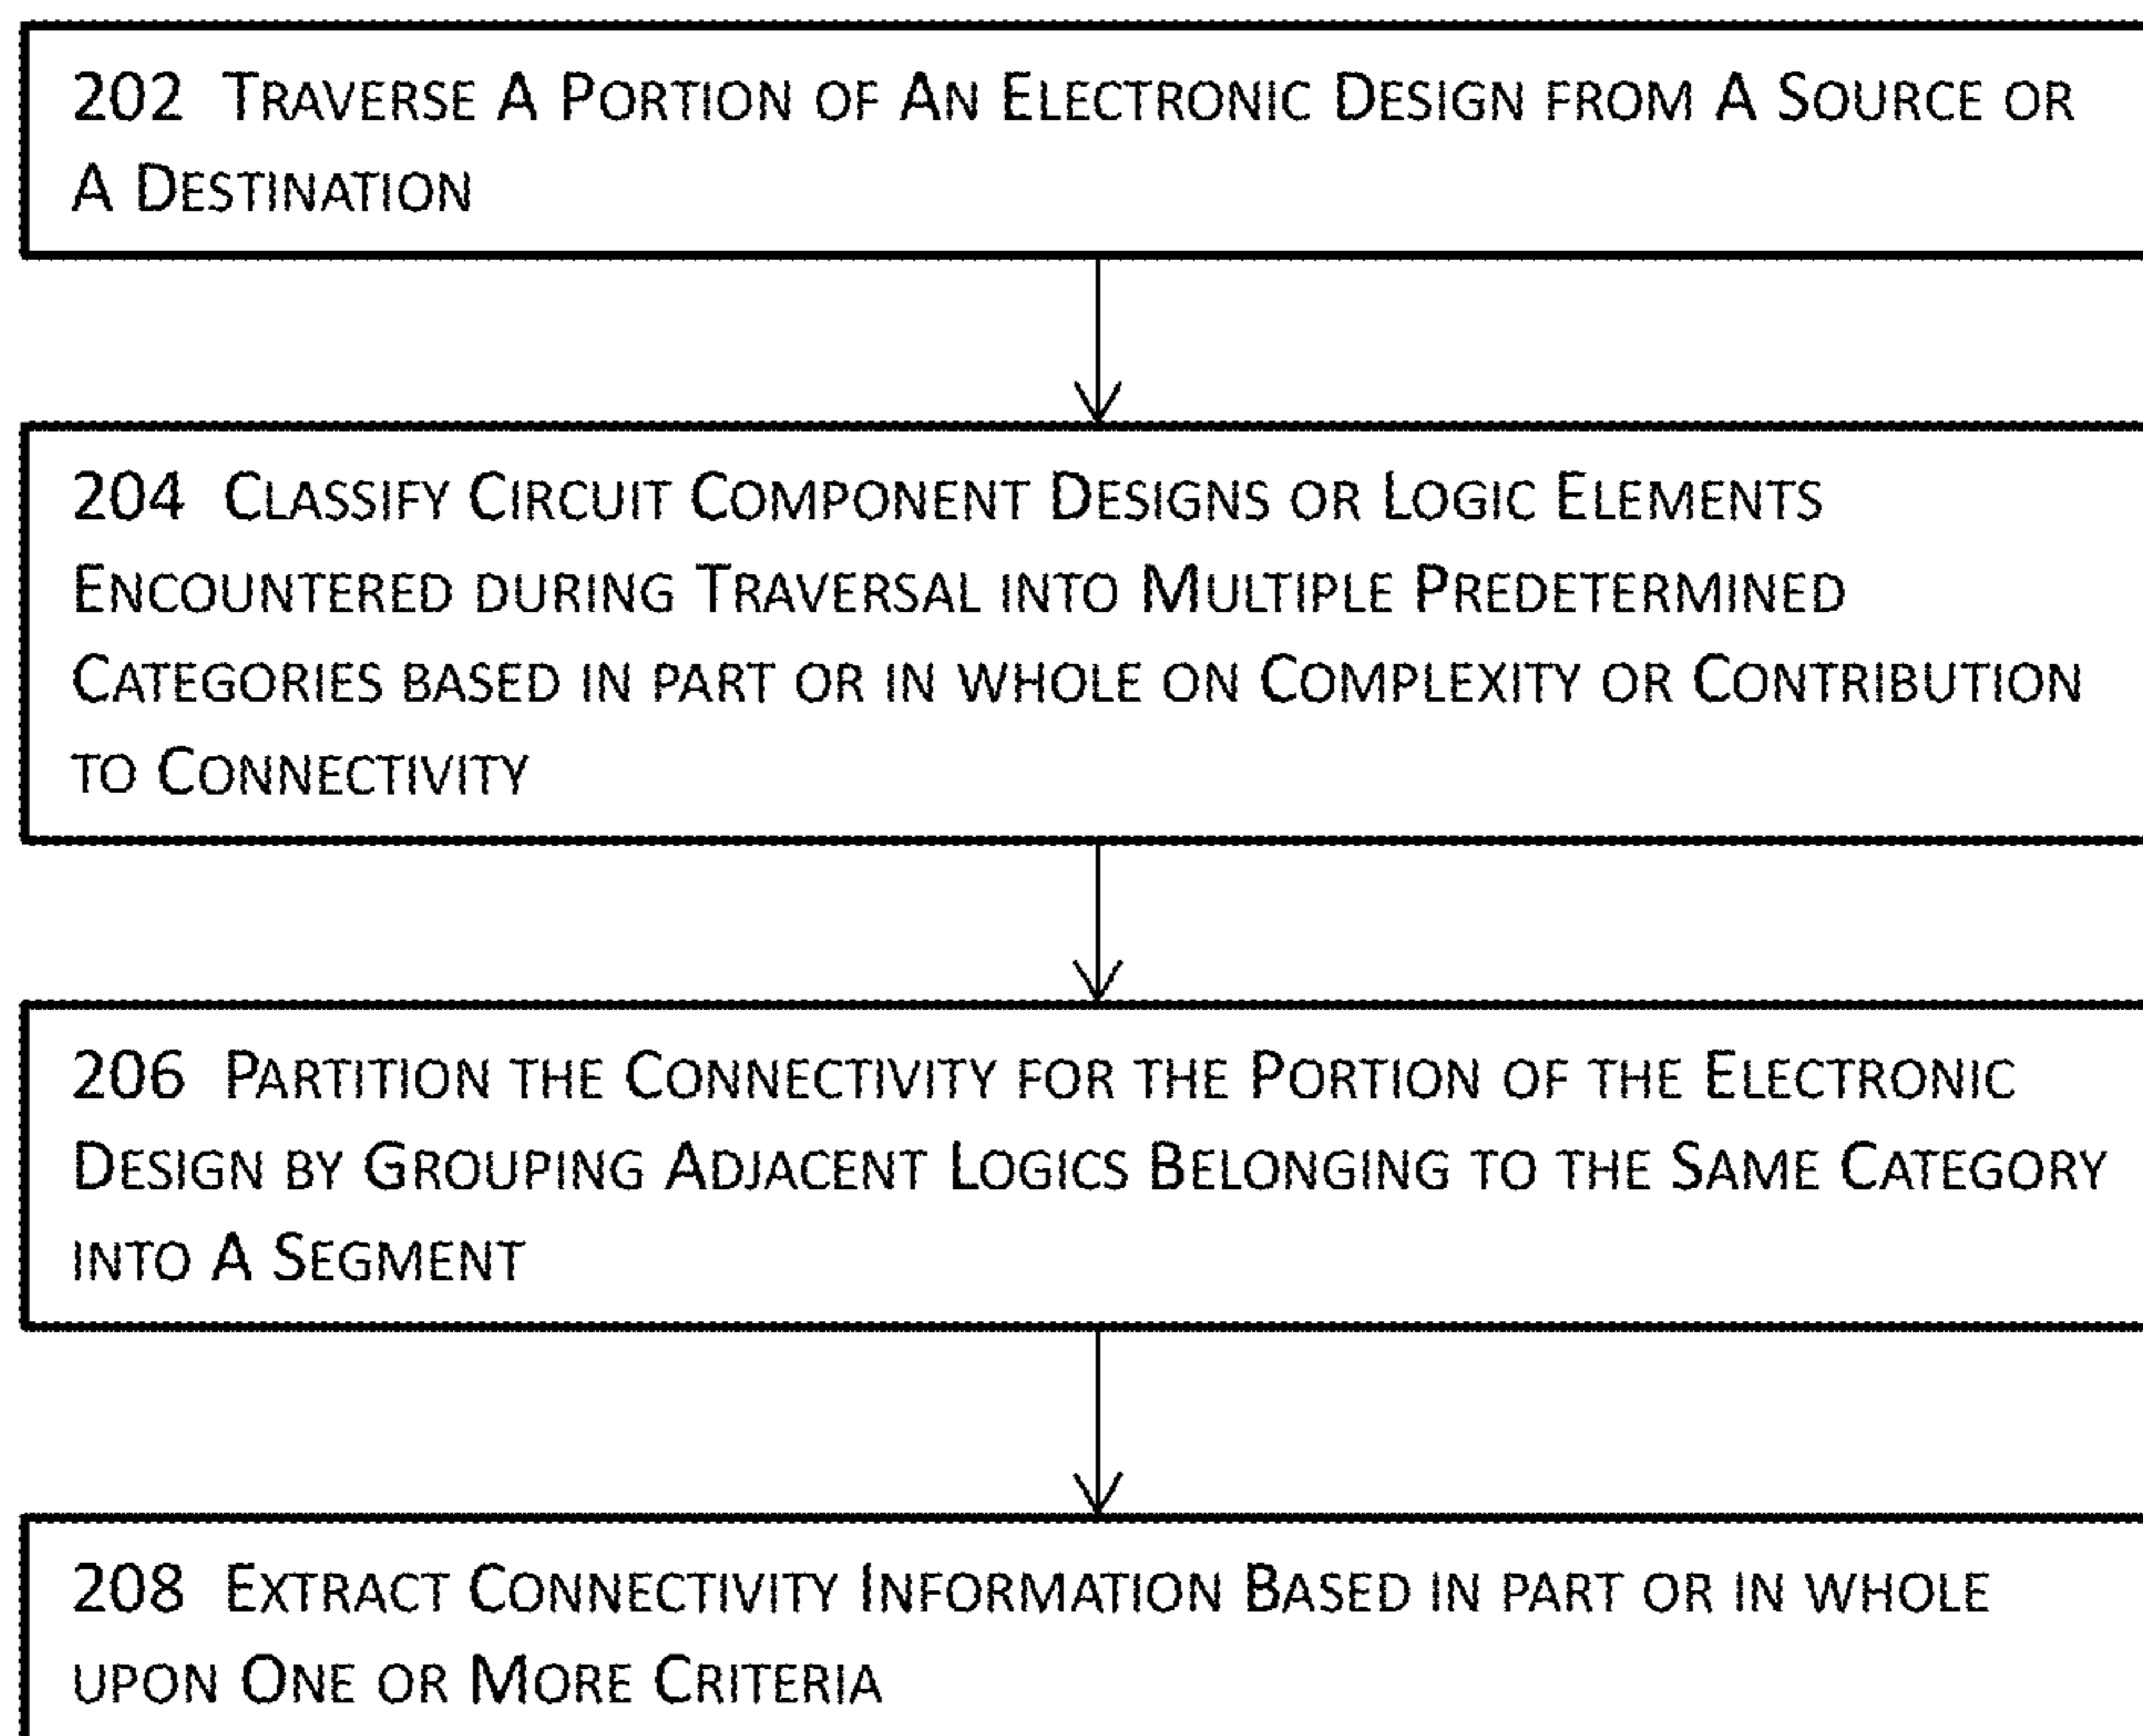 202 Traverse A Portion of An Electronic Design from A Source or
A Destination
204 Classify Circuit Component Designs or Logic Elements
Encountered during Traversal into Multiple Predetermined
Categories based in part or in whole on Complexity or Contribution
to Connectivity
206 Partition the Connectivity for the Portion of the Electronic
Design by Grouping Adjacent Logics Belonging to the Same Category
into A Segment
208 Extract Connectivity Information Based in part or in whole
upon One or More Criteria